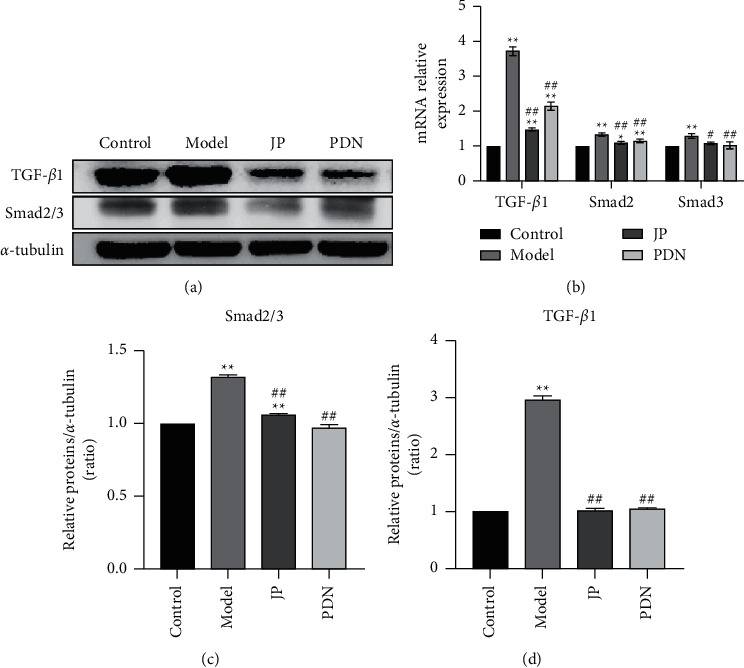 Control Model JP PDN
TGF-β1
Smad2/3
α-tubulin
(a)
mRNA relative
expression
5
4
3
2
1
0
**
##
**
##
**
**
##
*
##
**
**
#
##
TGF-β1 Smad2 Smad3
Control JP
Model PDN
(b)
Smad2/3
Relative proteins/α-tubulin
(ratio)
1.5
1.0
0.5
0.0
**
##
**
##
Control Model JP PDN
(c)
TGF-β1
Relative proteins/α-tubulin
(ratio)
4
3
2
1
0
**
##
##
Control Model JP PDN
(d)